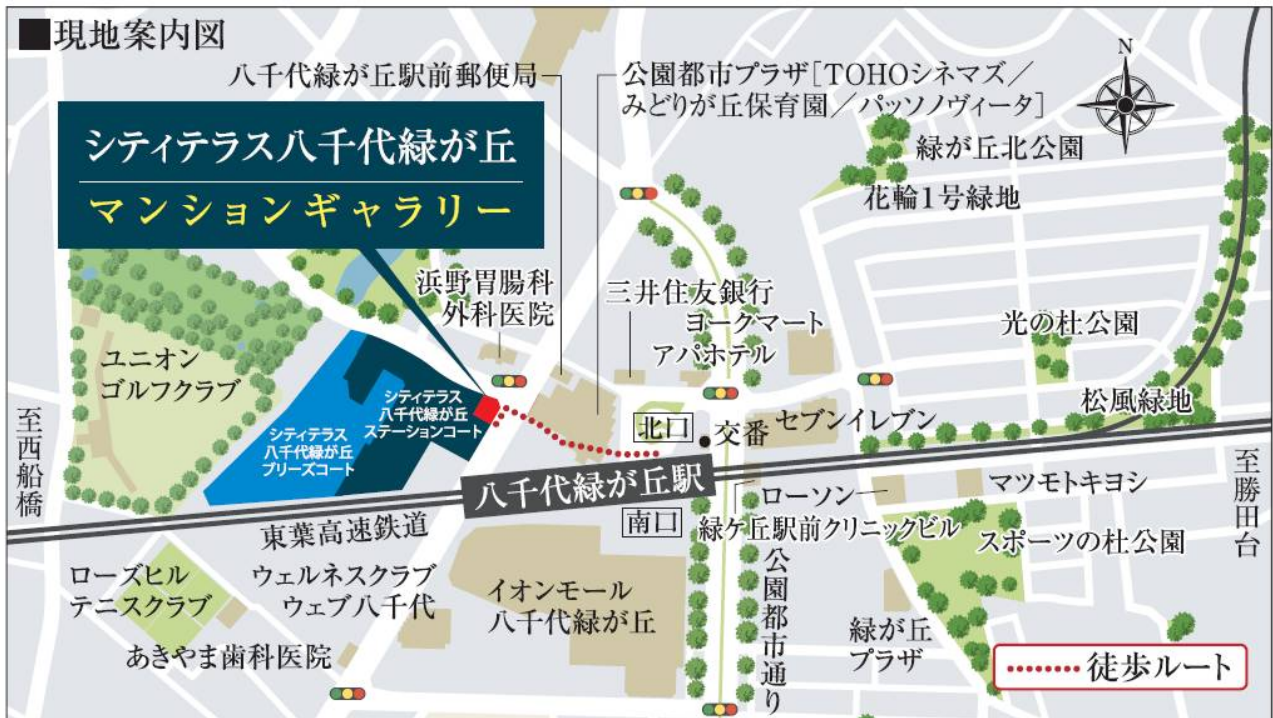 ■現地案内図
八千代緑が丘駅前郵便局
公園都市プラザ［TOHOシネマズ／
みどりが丘保育園／パッソノヴィータ］
N
シティテラス八千代緑が丘
マンションギャラリー
緑が丘北公園
花輪1号緑地
浜野胃腸科
外科医院
三井住友銀行
ヨークマート
アパホテル
光の杜公園
ユニオン
ゴルフクラブ
シティテラス
八千代緑が丘
ステーションコート
シティテラス
八千代緑が丘
ブリーズコート
松風緑地
北口
交番
セブンイレブン
至西船橋
八千代緑が丘駅
至勝田台
東葉高速鉄道
南口
ローソン
緑ケ丘駅前クリニックビル
マツモトキヨシ
スポーツの杜公園
ローズヒル
テニスクラブ
ウェルネスクラブ
ウェブ八千代
イオンモール
八千代緑が丘
公園都市通り
緑が丘
プラザ
あきやま歯科医院
徒歩ルート